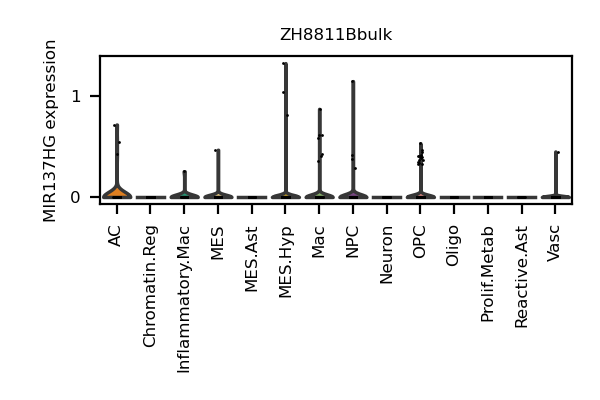 ZH8811Bbulk
MIR137HG expression
1
0
AC
Chromatin.Reg
Inflammatory.Mac
MES
MES.Ast
MES.Hyp
Mac
NPC
Neuron
OPC
Oligo
Prolif.Metab
Reactive.Ast
Vasc